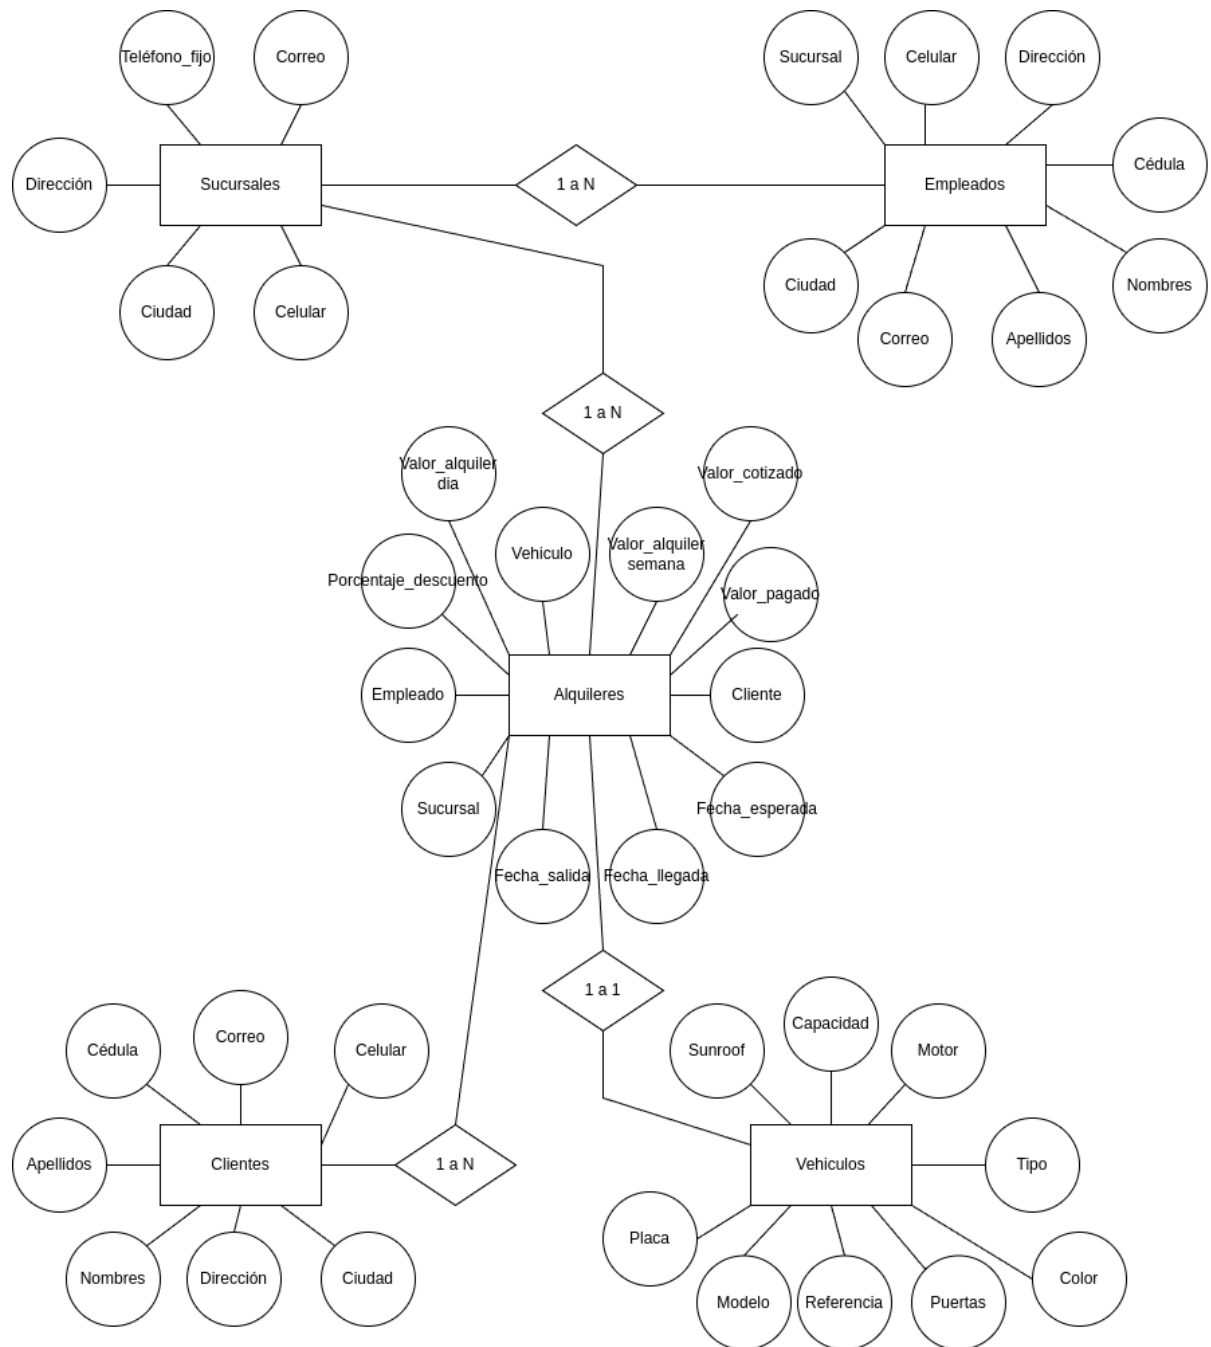 Teléfono_fijo
Correo
Sucursal
Celular
Dirección
Dirección
Sucursales
1 a N
Empleados
Cédula
Ciudad
Celular
Ciudad
Correo
Apellidos
Nombres
1 a N
Valor_alquiler
dia
Valor_cotizado
Vehiculo
Valor_alquiler
semana
Porcentaje_descuento
Valor_pagado
Empleado
Alquileres
Cliente
Sucursal
Fecha_esperada
Fecha_salida
Fecha_llegada
1 a 1
Cédula
Correo
Celular
Sunroof
Capacidad
Motor
Apellidos
Clientes
1 a N
Vehiculos
Tipo
Nombres
Dirección
Ciudad
Placa
Modelo
Referencia
Puertas
Color